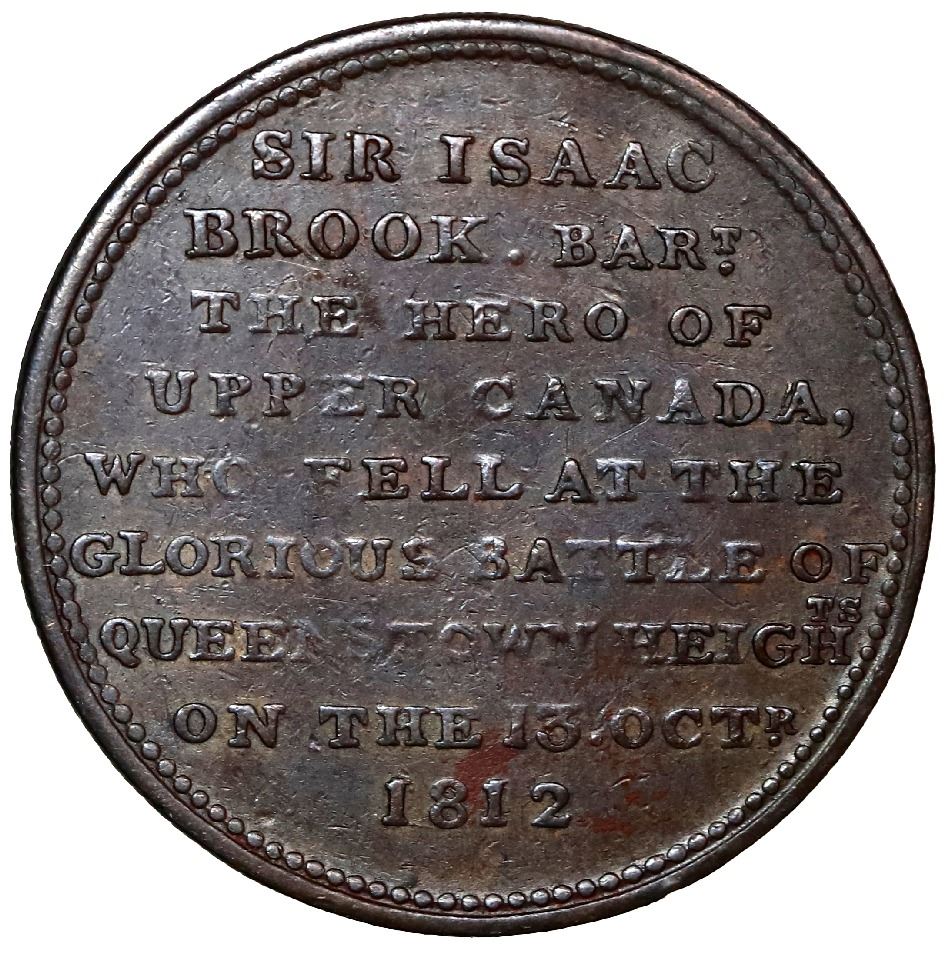 SIR ISAAC
BROOK. BART.
THE HERO OF
UPPER CANADA,
WHO FELL AT THE
GLORIOUS BATTLE OF
QUEENSTOWN HEIGHTS
ON THE 13.OCTR.
1812